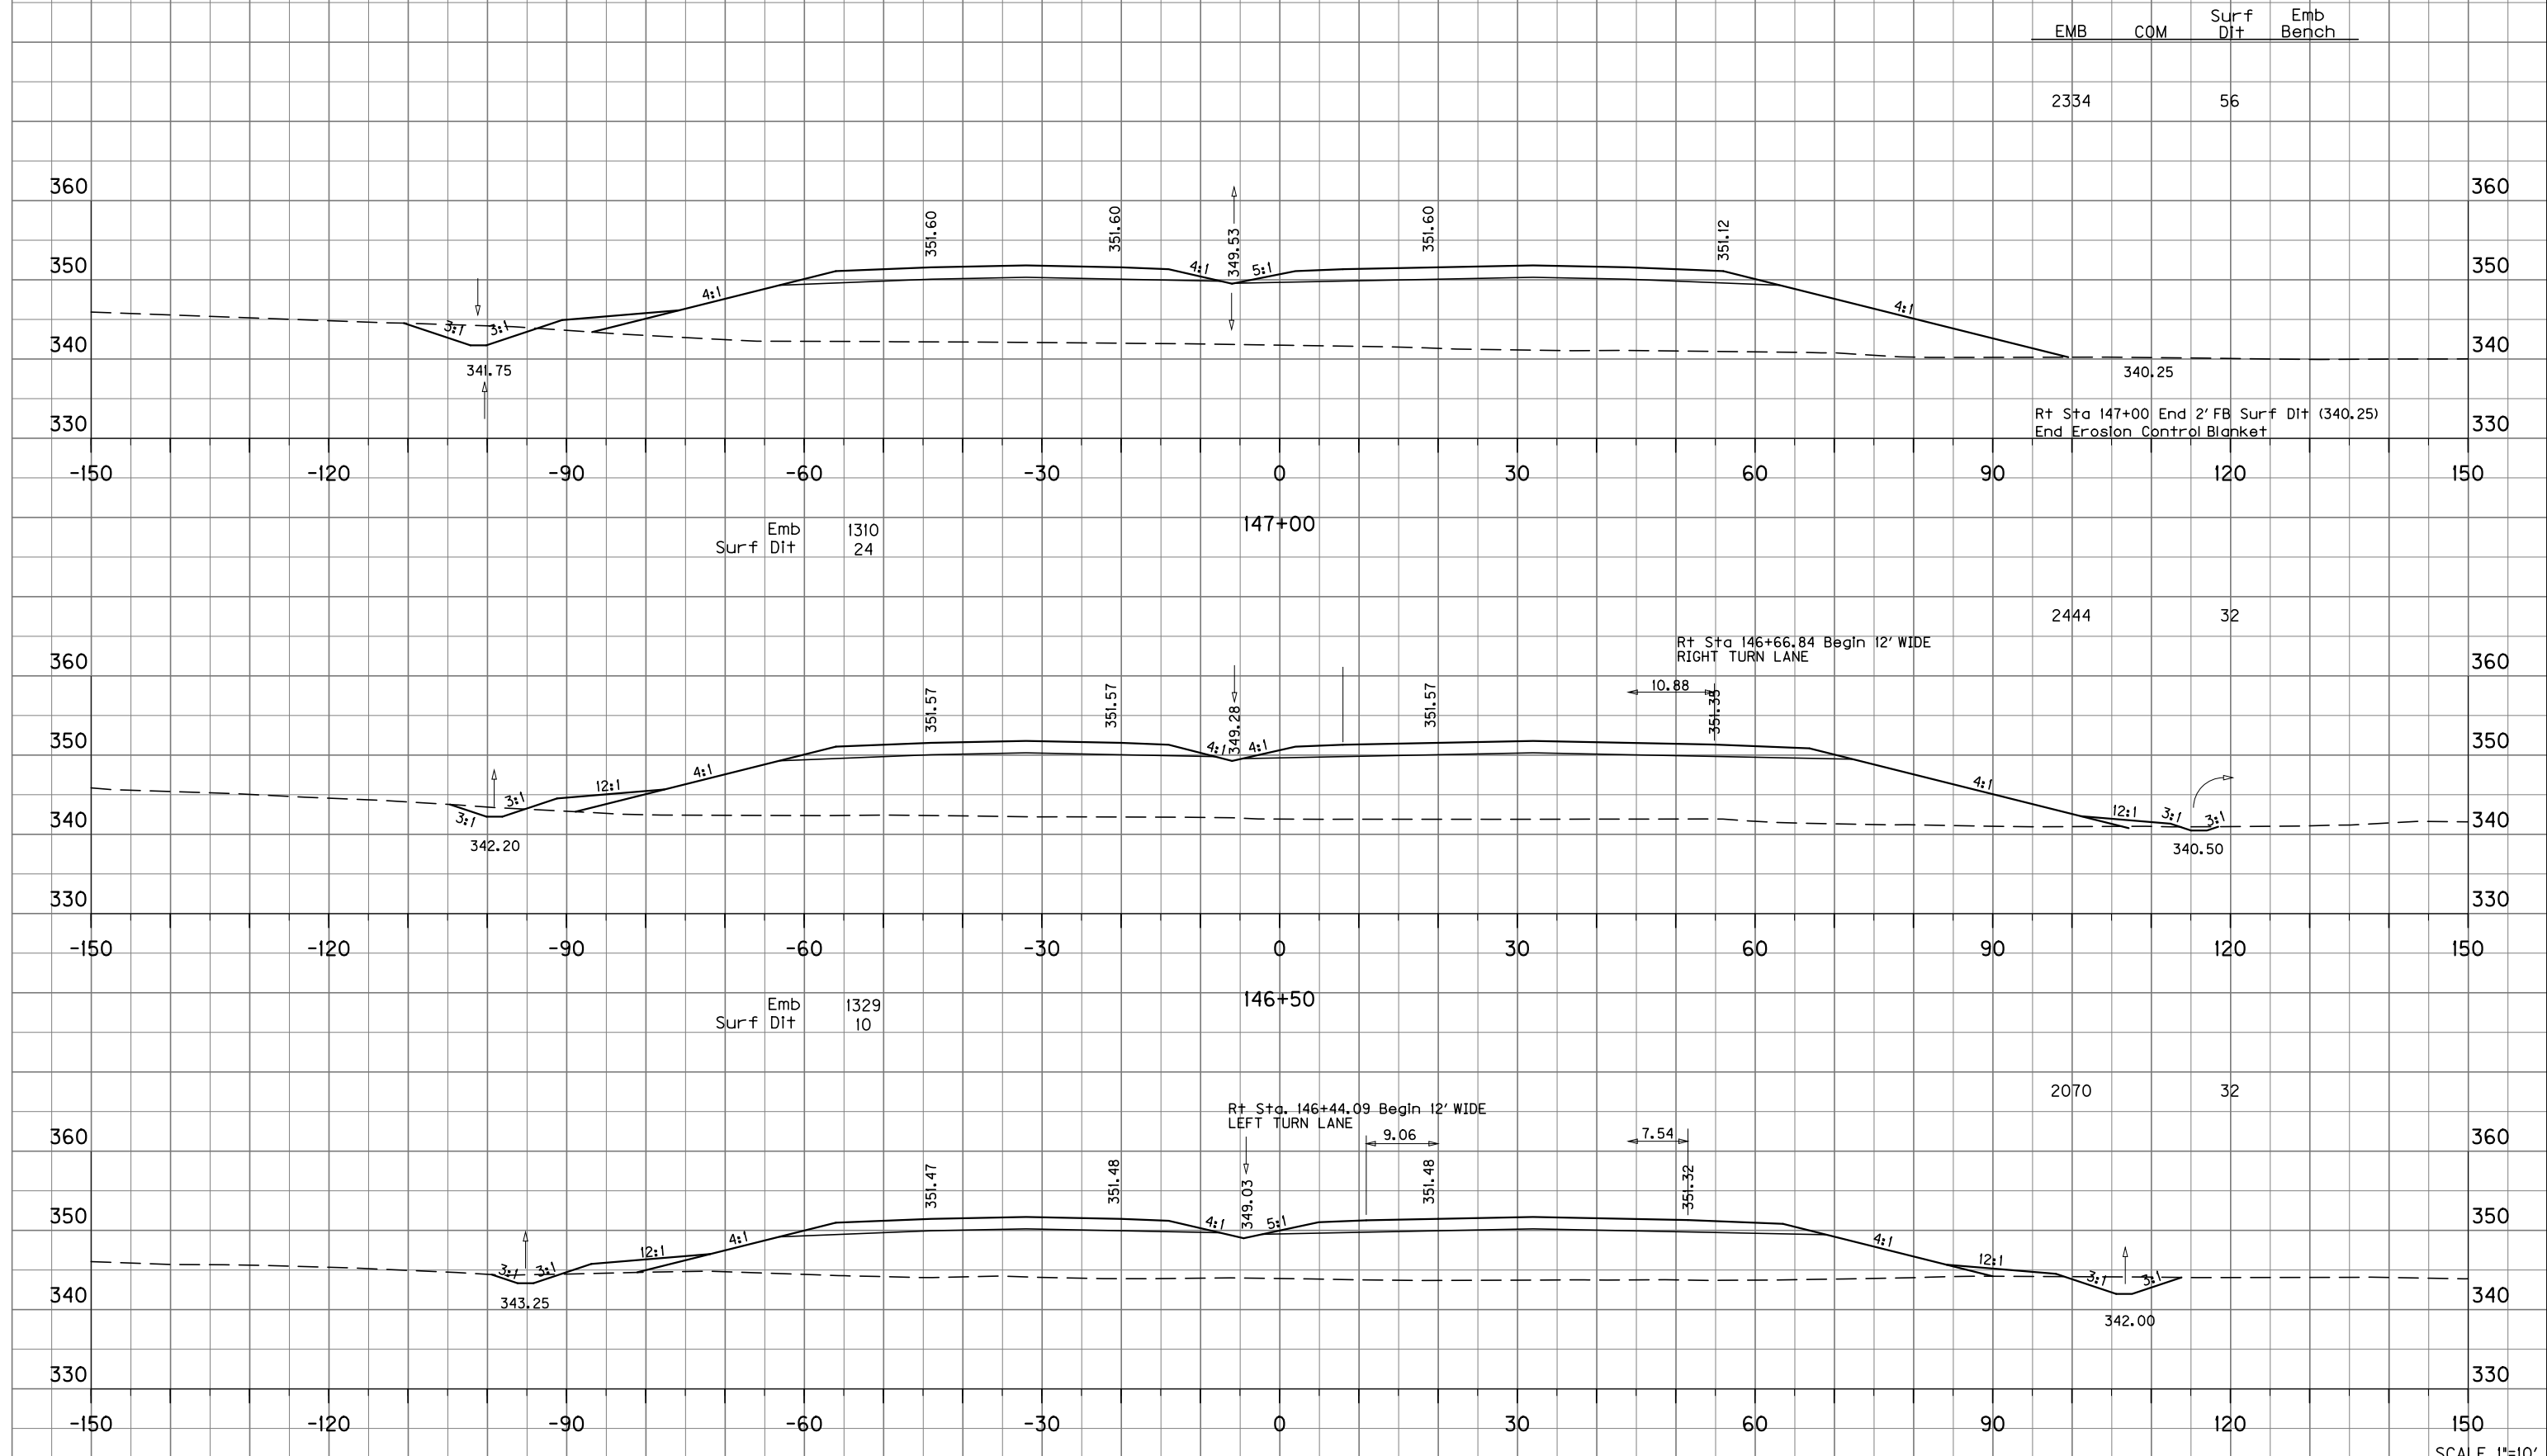 Surf Emb
EMB COM Dit Bench
2334 56
360 360
351.60 351.60 349.53 351.60 351.12
350 4:1 4:1 5:1 4:1 350
340 3:1 3:1 340
341.75 340.25
Rt Sta 147+00 End 2' FB Surf Dit (340.25)
330 End Erosion Control Blanket 330
-150 -120 -90 -60 -30 0 30 60 90 120 150
147+00
Emb 1310
Surf Dit 24
2444 32
Rt Sta 146+66.84 Begin 12' WIDE
RIGHT TURN LANE
360 360
10.88
351.57 351.57 349.28 351.57 351.35
350 4:1 4:1 4:1 4:1 350
340 3:1 3:1 12:1 12:1 3:1 3:1 340
342.20 340.50
330 330
-150 -120 -90 -60 -30 0 30 60 90 120 150
146+50
Emb 1329
Surf Dit 10
2070 32
Rt Sta. 146+44.09 Begin 12' WIDE
LEFT TURN LANE
360 9.06 7.54 360
351.47 351.48 349.03 351.48 351.32
350 4:1 4:1 5:1 4:1 350
3:1 3:1 12:1 12:1 3:1 3:1
340 343.25 340
342.00
330 330
-150 -120 -90 -60 -30 0 30 60 90 120 150
SCALE 1"=10'